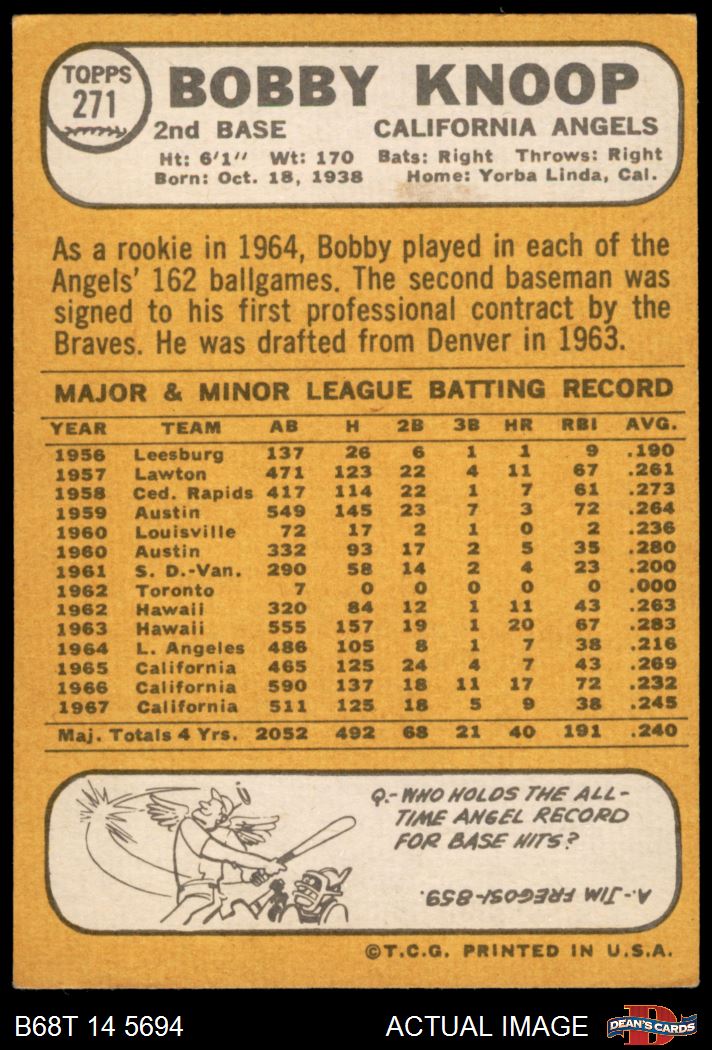 TOPPS
271
BOBBY KNOOP
2nd BASE CALIFORNIA ANGELS
Ht: 6'1" Wt: 170 Bats: Right Throws: Right
Born: Oct. 18, 1938 Home: Yorba Linda, Cal.
As a rookie in 1964, Bobby played in each of the
Angels' 162 ballgames. The second baseman was
signed to his first professional contract by the
Braves. He was drafted from Denver in 1963.
MAJOR & MINOR LEAGUE BATTING RECORD
YEAR TEAM AB H 2B 3B HR RBI AVG.
1956 Leesburg 137 26 6 1 1 9 .190
1957 Lawton 471 123 22 4 11 67 .261
1958 Ced. Rapids 417 114 22 1 7 61 .273
1959 Austin 549 145 23 7 3 72 .264
1960 Louisville 72 17 2 1 0 2 .236
1960 Austin 332 93 17 2 5 35 .280
1961 S. D.-Van. 290 58 14 2 4 23 .200
1962 Toronto 7 0 0 0 0 0 .000
1962 Hawaii 320 84 12 1 11 43 .263
1963 Hawaii 555 157 19 1 20 67 .283
1964 L. Angeles 486 105 8 1 7 38 .216
1965 California 465 125 24 4 7 43 .269
1966 California 590 137 18 11 17 72 .232
1967 California 511 125 18 5 9 38 .245
Maj. Totals 4 Yrs. 2052 492 68 21 40 191 .240
Q.- WHO HOLDS THE ALL-
TIME ANGEL RECORD
FOR BASE HITS?
A.- JIM FREGOSI-859.
©T.C.G. PRINTED IN U.S.A.
B68T 14 5694 ACTUAL IMAGE DEAN'S CARDS